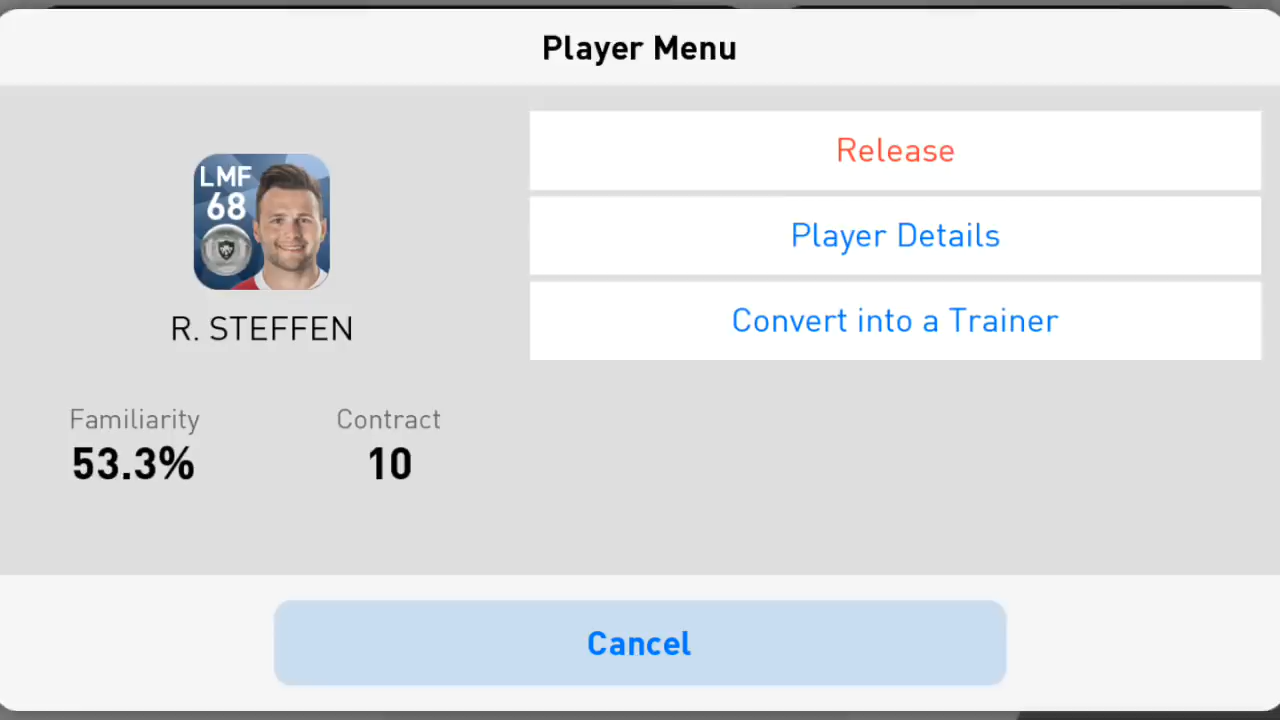 Player Menu
LMF
68
R. STEFFEN
Familiarity
53.3%
Contract
10
Release
Player Details
Convert into a Trainer
Cancel